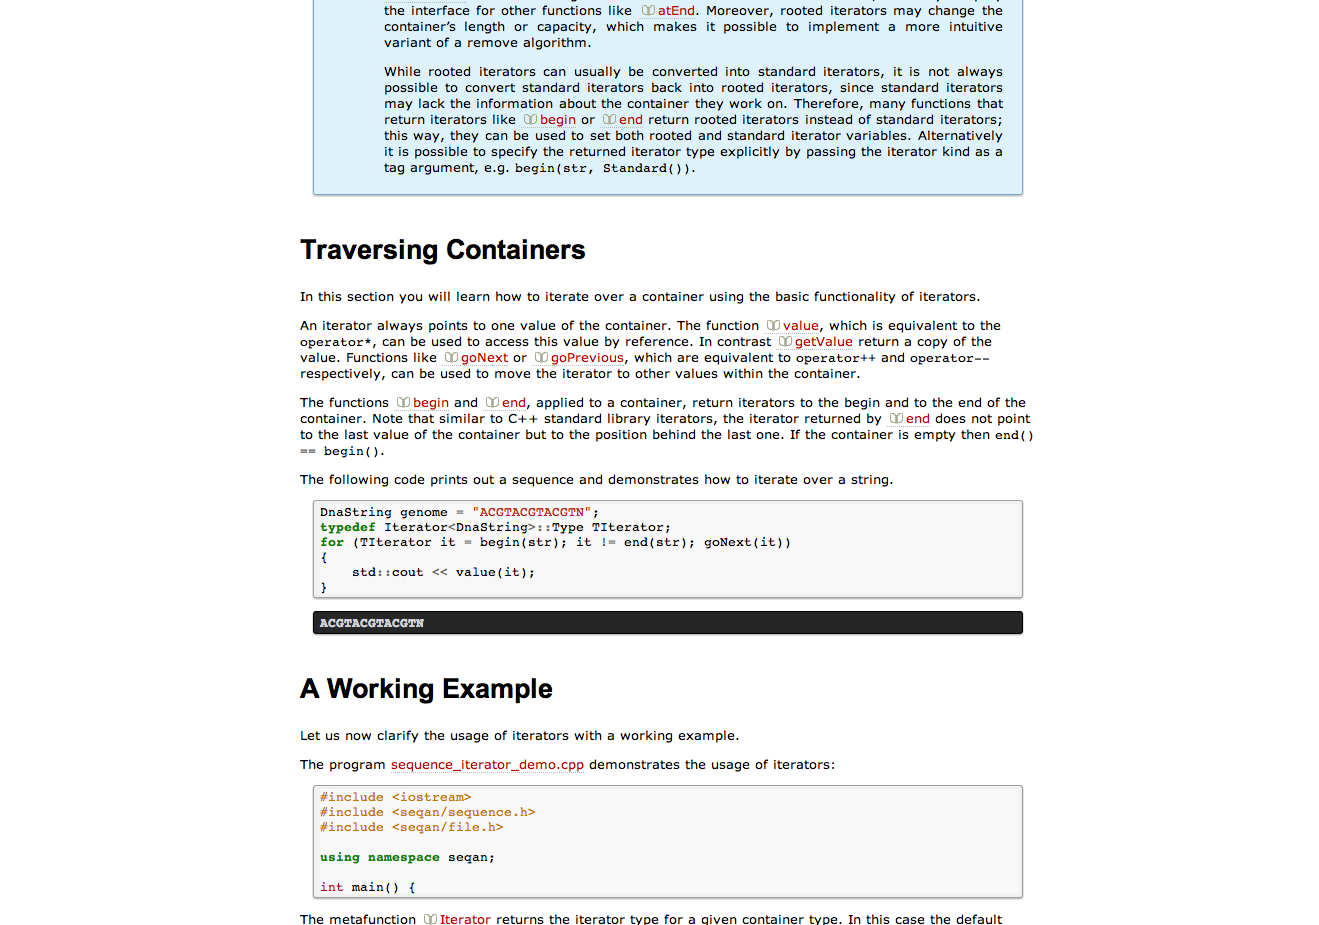 the interface for other functions like atEnd. Moreover, rooted iterators may change the
container's length or capacity, which makes it possible to implement a more intuitive
variant of a remove algorithm.
While rooted iterators can usually be converted into standard iterators, it is not always
possible to convert standard iterators back into rooted iterators, since standard iterators
may lack the information about the container they work on. Therefore, many functions that
return iterators like begin or end return rooted iterators instead of standard iterators;
this way, they can be used to set both rooted and standard iterator variables. Alternatively
it is possible to specify the returned iterator type explicitly by passing the iterator kind as a
tag argument, e.g. begin(str, Standard()).
Traversing Containers
In this section you will learn how to iterate over a container using the basic functionality of iterators.
An iterator always points to one value of the container. The function value, which is equivalent to the
operator*, can be used to access this value by reference. In contrast getValue return a copy of the
value. Functions like goNext or goPrevious, which are equivalent to operator++ and operator--
respectively, can be used to move the iterator to other values within the container.
The functions begin and end, applied to a container, return iterators to the begin and to the end of the
container. Note that similar to C++ standard library iterators, the iterator returned by end does not point
to the last value of the container but to the position behind the last one. If the container is empty then end()
== begin().
The following code prints out a sequence and demonstrates how to iterate over a string.
DnaString genome = "ACGTACGTACGTN";
typedef Iterator<DnaString>::Type TIterator;
for (TIterator it = begin(str); it != end(str); goNext(it))
{
    std::cout << value(it);
}
ACGTACGTACGTN
A Working Example
Let us now clarify the usage of iterators with a working example.
The program sequence_iterator_demo.cpp demonstrates the usage of iterators:
#include <iostream>
#include <seqan/sequence.h>
#include <seqan/file.h>
using namespace seqan;
int main() {
The metafunction Iterator returns the iterator type for a given container type. In this case the default